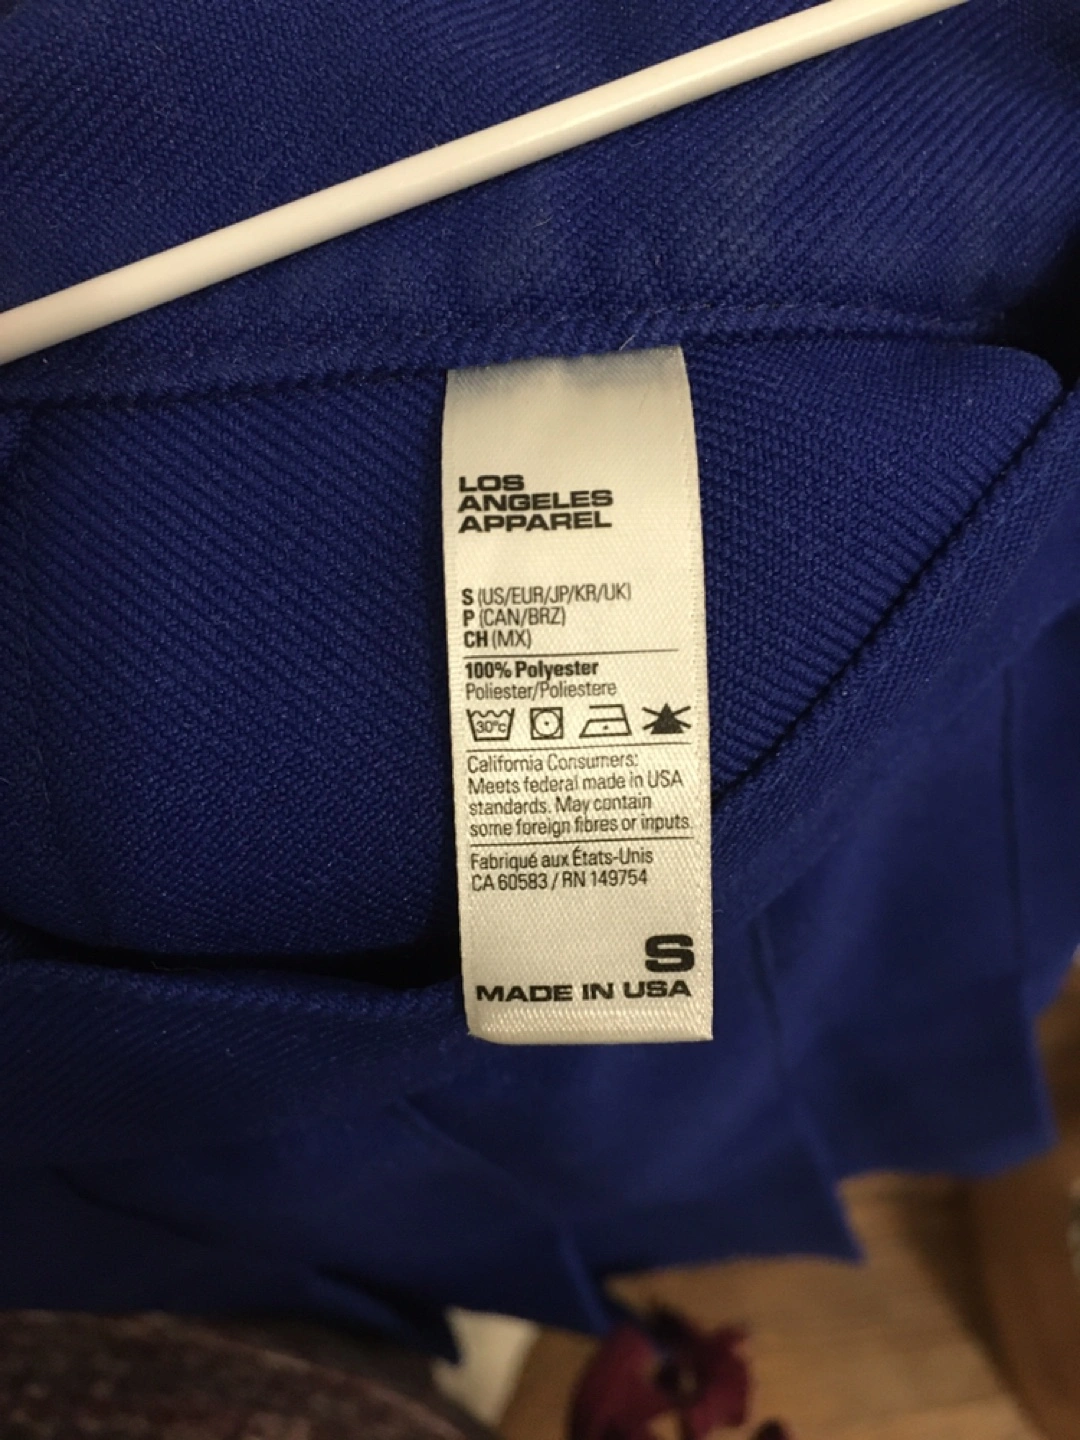 LOS
ANGELES
APPAREL
S (US/EUR/JP/KR/UK)
P (CAN/BRZ)
CH (MX)
100% Polyester
Poliester/Poliestere
30°c
California Consumers:
Meets federal made in USA
standards. May contain
some foreign fibres or inputs.
Fabriqué aux États-Unis
CA 60583 / RN 149754
S
MADE IN USA